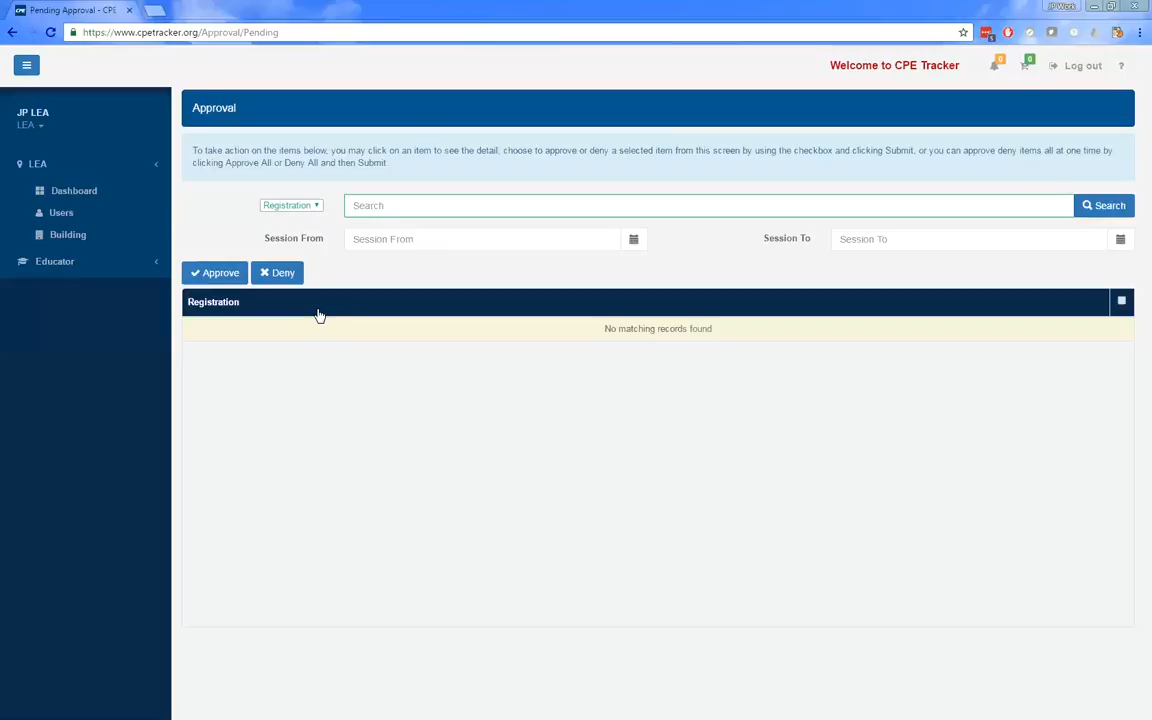 CPE Pending Approval - CPE ×
JP Work
https://www.cpetracker.org/Approval/Pending
Welcome to CPE Tracker
0
0
Log out
?
JP LEA
LEA
LEA
Dashboard
Users
Building
Educator
Approval
To take action on the items below, you may click on an item to see the detail, choose to approve or deny a selected item from this screen by using the checkbox and clicking Submit, or you can approve deny items all at one time by
clicking Approve All or Deny All and then Submit
Registration
Search
Search
Session From
Session From
Session To
Session To
Approve
Deny
Registration
No matching records found